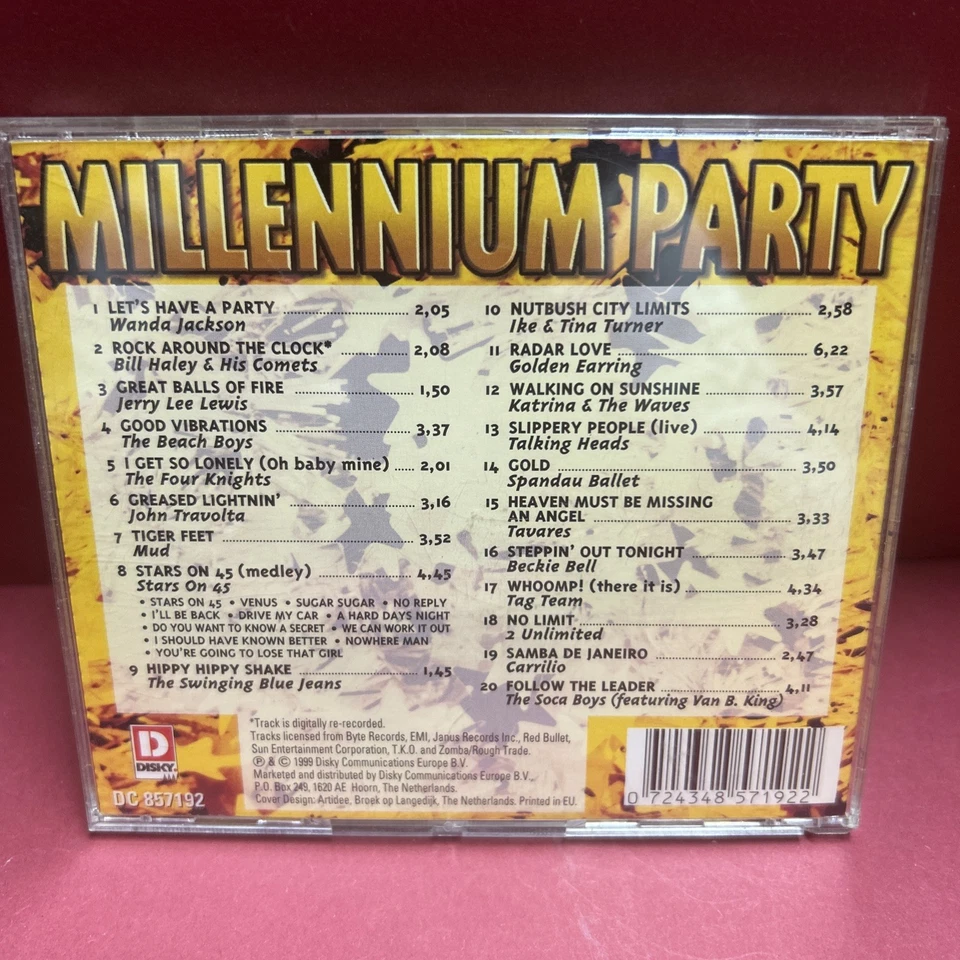 MILLENNIUM PARTY
1 LET'S HAVE A PARTY ........ 2,05
Wanda Jackson
2 ROCK AROUND THE CLOCK* ........ 2,08
Bill Haley & His Comets
3 GREAT BALLS OF FIRE ........ 1,50
Jerry Lee Lewis
4 GOOD VIBRATIONS ........ 3,37
The Beach Boys
5 I GET SO LONELY (Oh baby mine) ..... 2,01
The Four Knights
6 GREASED LIGHTNIN' ........ 3,16
John Travolta
7 TIGER FEET ........ 3,52
Mud
8 STARS ON 45 (medley) ........ 4,45
Stars On 45
• STARS ON 45 • VENUS • SUGAR SUGAR • NO REPLY
• I'LL BE BACK • DRIVE MY CAR • A HARD DAYS NIGHT
• DO YOU WANT TO KNOW A SECRET • WE CAN WORK IT OUT
• I SHOULD HAVE KNOWN BETTER • NOWHERE MAN
• YOU'RE GOING TO LOSE THAT GIRL
9 HIPPY HIPPY SHAKE ........ 1,45
The Swinging Blue Jeans
10 NUTBUSH CITY LIMITS ........ 2,58
Ike & Tina Turner
11 RADAR LOVE ........ 6,22
Golden Earring
12 WALKING ON SUNSHINE ........ 3,57
Katrina & The Waves
13 SLIPPERY PEOPLE (live) ........ 4,14
Talking Heads
14 GOLD ........ 3,50
Spandau Ballet
15 HEAVEN MUST BE MISSING
AN ANGEL ........ 3,33
Tavares
16 STEPPIN' OUT TONIGHT ........ 3,47
Beckie Bell
17 WHOOMP! (there it is) ........ 4,34
Tag Team
18 NO LIMIT ........ 3,28
2 Unlimited
19 SAMBA DE JANEIRO ........ 2,47
Carrilio
20 FOLLOW THE LEADER ........ 4,11
The Soca Boys (featuring Van B. King)
*Track is digitally re-recorded.
Tracks licensed from Byte Records, EMI, Janus Records Inc., Red Bullet,
Sun Entertainment Corporation, T.K.O. and Zomba/Rough Trade.
℗ & © 1999 Disky Communications Europe B.V.
Marketed and distributed by Disky Communications Europe B.V.,
P.O. Box 249, 1620 AE Hoorn, The Netherlands.
Cover Design: Artidee, Broek op Langedijk, The Netherlands. Printed in EU.
D
DISKY
DC 857192
0 724348 571922